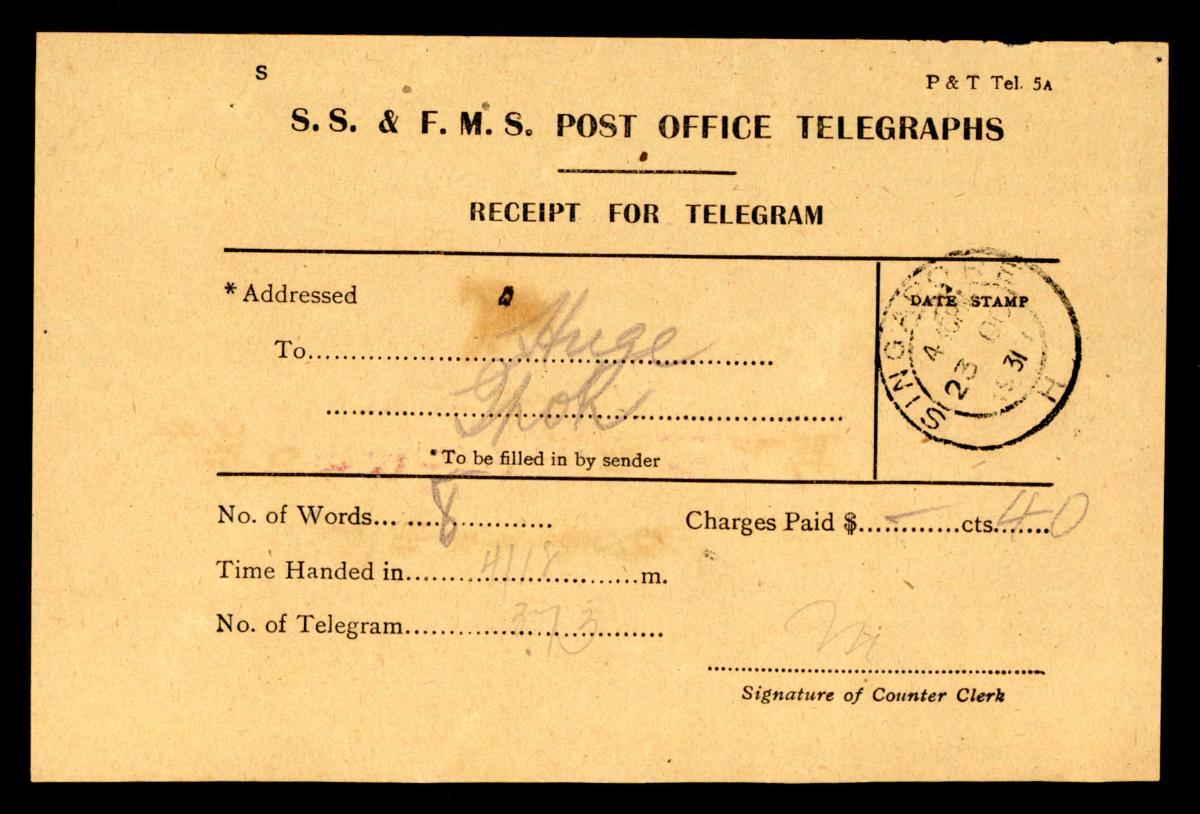 S
P & T Tel. 5A
S. S. & F. M. S. POST OFFICE TELEGRAPHS
RECEIPT FOR TELEGRAM
*Addressed
To.............. Huge
*To be filled in by sender
DATE STAMP
SINGAPORE
23 OC
31
H
No. of Words...... 8 ............
Charges Paid $...... - ......cts. 40
Time Handed in...............m.
No. of Telegram......... 373 .........
Signature of Counter Clerk